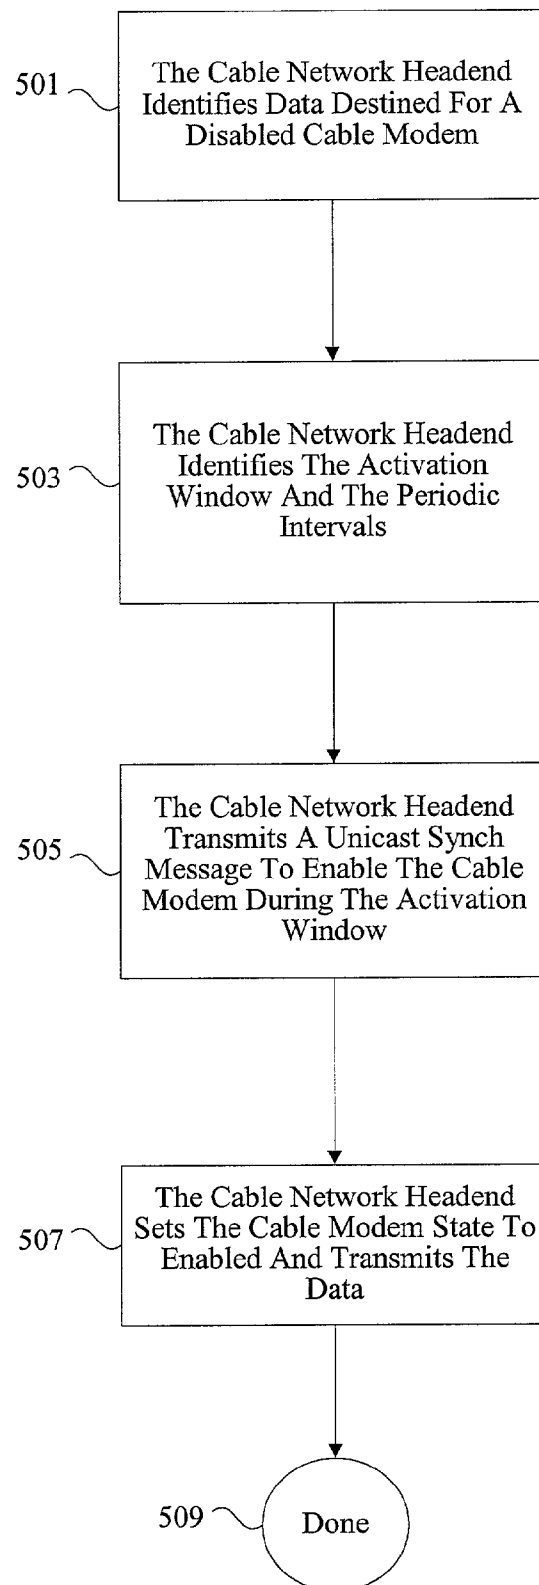 501
The Cable Network Headend
Identifies Data Destined For A
Disabled Cable Modem
503
The Cable Network Headend
Identifies The Activation
Window And The Periodic
Intervals
505
The Cable Network Headend
Transmits A Unicast Synch
Message To Enable The Cable
Modem During The Activation
Window
507
The Cable Network Headend
Sets The Cable Modem State To
Enabled And Transmits The
Data
509
Done